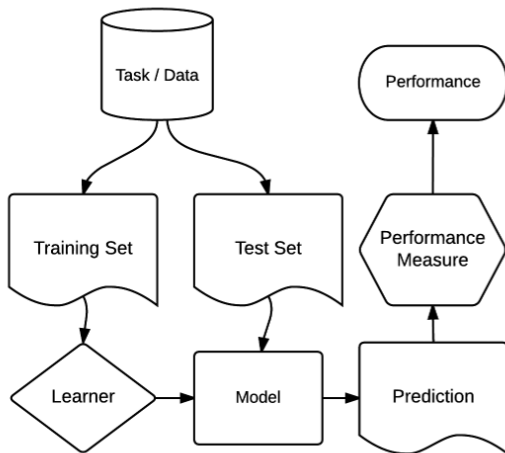 Task / Data
Performance
Training Set
Test Set
Performance
Measure
Learner
Model
Prediction